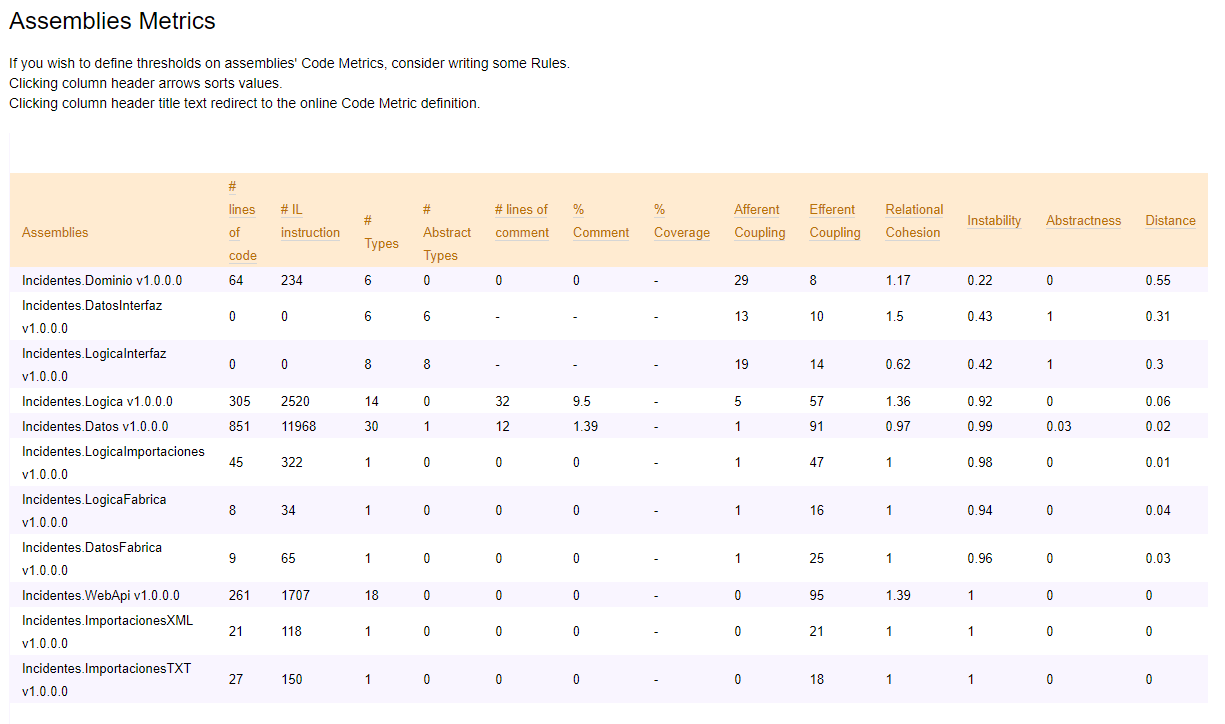 Assemblies Metrics
If you wish to define thresholds on assemblies' Code Metrics, consider writing some Rules.
Clicking column header arrows sorts values.
Clicking column header title text redirect to the online Code Metric definition.
Assemblies # lines of code # IL instruction # Types # Abstract Types # lines of comment % Comment % Coverage Afferent Coupling Efferent Coupling Relational Cohesion Instability Abstractness Distance
Incidentes.Dominio v1.0.0.0 64 234 6 0 0 0 - 29 8 1.17 0.22 0 0.55
Incidentes.DatosInterfaz v1.0.0.0 0 0 6 6 - - - 13 10 1.5 0.43 1 0.31
Incidentes.LogicaInterfaz v1.0.0.0 0 0 8 8 - - - 19 14 0.62 0.42 1 0.3
Incidentes.Logica v1.0.0.0 305 2520 14 0 32 9.5 - 5 57 1.36 0.92 0 0.06
Incidentes.Datos v1.0.0.0 851 11968 30 1 12 1.39 - 1 91 0.97 0.99 0.03 0.02
Incidentes.LogicaImportaciones v1.0.0.0 45 322 1 0 0 0 - 1 47 1 0.98 0 0.01
Incidentes.LogicaFabrica v1.0.0.0 8 34 1 0 0 0 - 1 16 1 0.94 0 0.04
Incidentes.DatosFabrica v1.0.0.0 9 65 1 0 0 0 - 1 25 1 0.96 0 0.03
Incidentes.WebApi v1.0.0.0 261 1707 18 0 0 0 - 0 95 1.39 1 0 0
Incidentes.ImportacionesXML v1.0.0.0 21 118 1 0 0 0 - 0 21 1 1 0 0
Incidentes.ImportacionesTXT v1.0.0.0 27 150 1 0 0 0 - 0 18 1 1 0 0